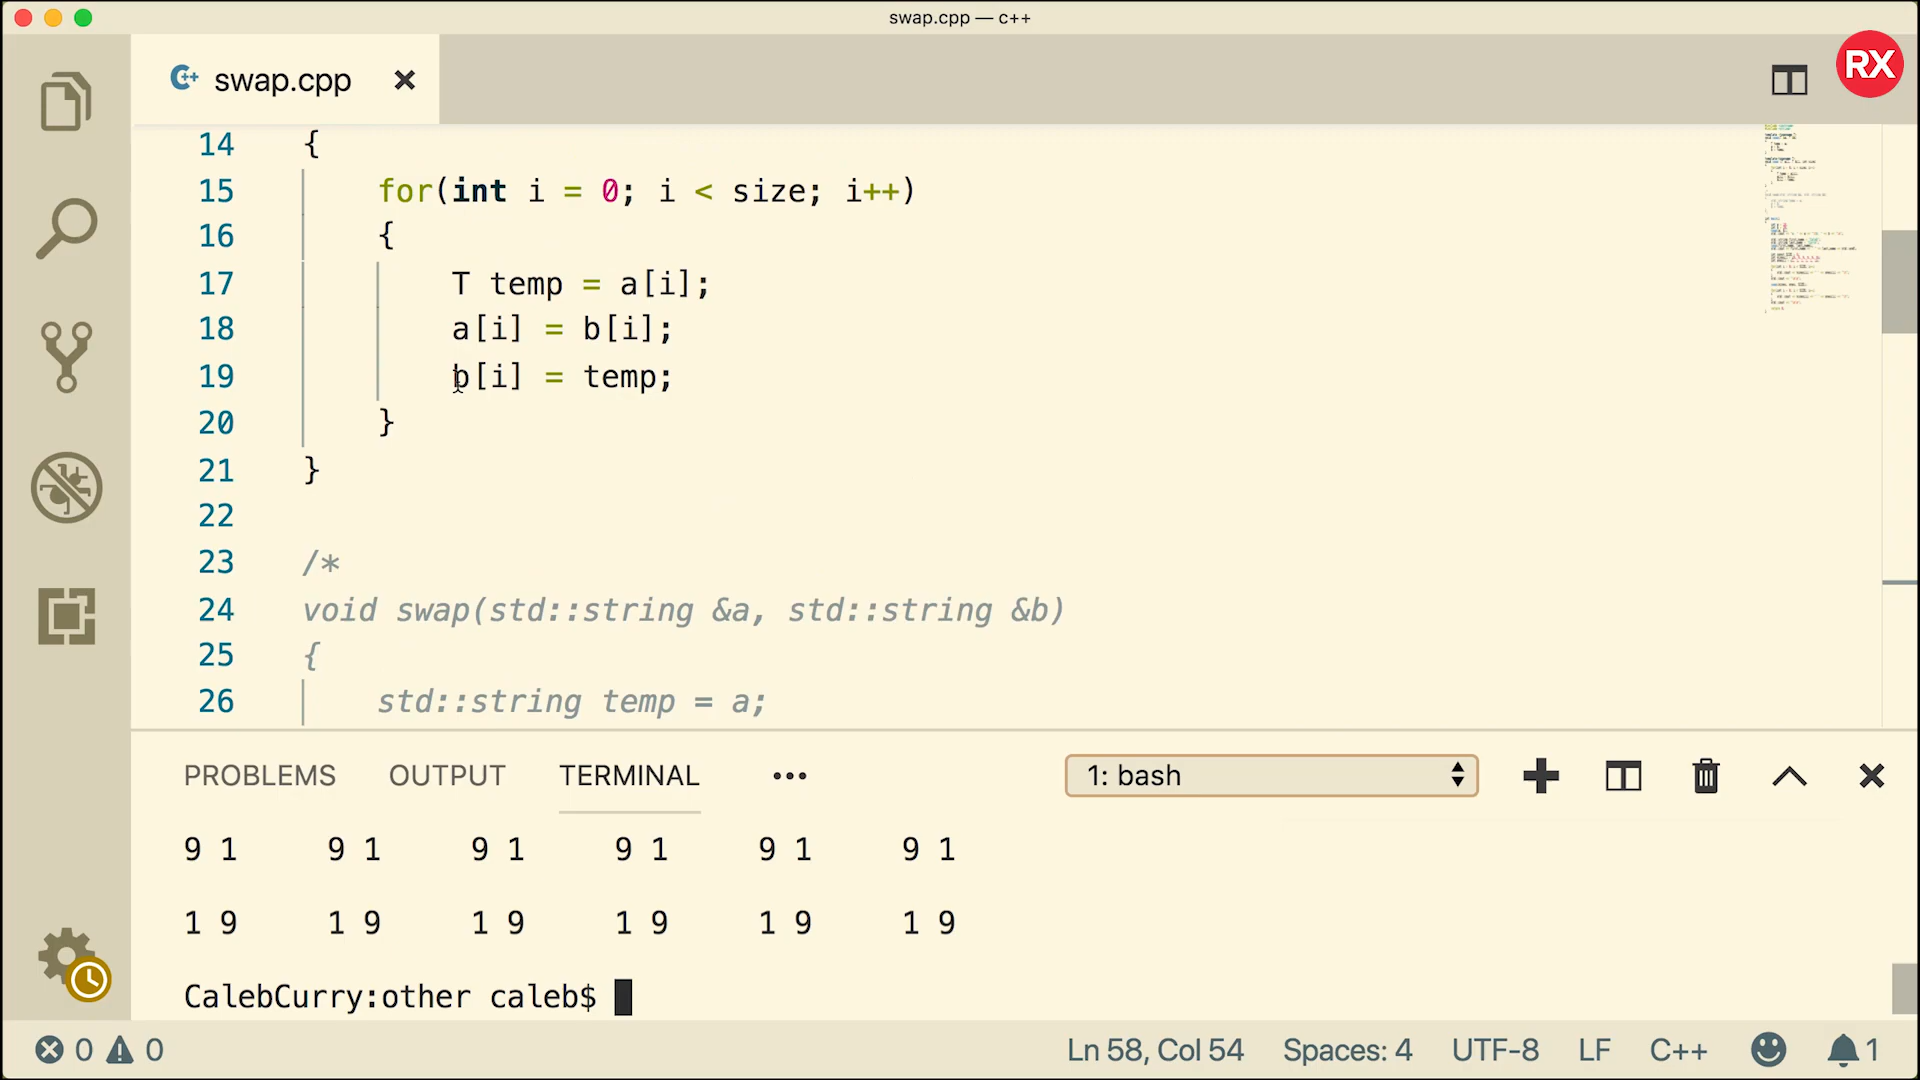 swap.cpp — c++
swap.cpp
RX
14 {
15 for(int i = 0; i < size; i++)
16 {
17 T temp = a[i];
18 a[i] = b[i];
19 b[i] = temp;
20 }
21 }
22
23 /*
24 void swap(std::string &a, std::string &b)
25 {
26 std::string temp = a;
PROBLEMS OUTPUT TERMINAL ••• 1: bash
9 1 9 1 9 1 9 1 9 1 9 1
1 9 1 9 1 9 1 9 1 9 1 9
CalebCurry:other caleb$
0 0 Ln 58, Col 54 Spaces: 4 UTF-8 LF C++ 1